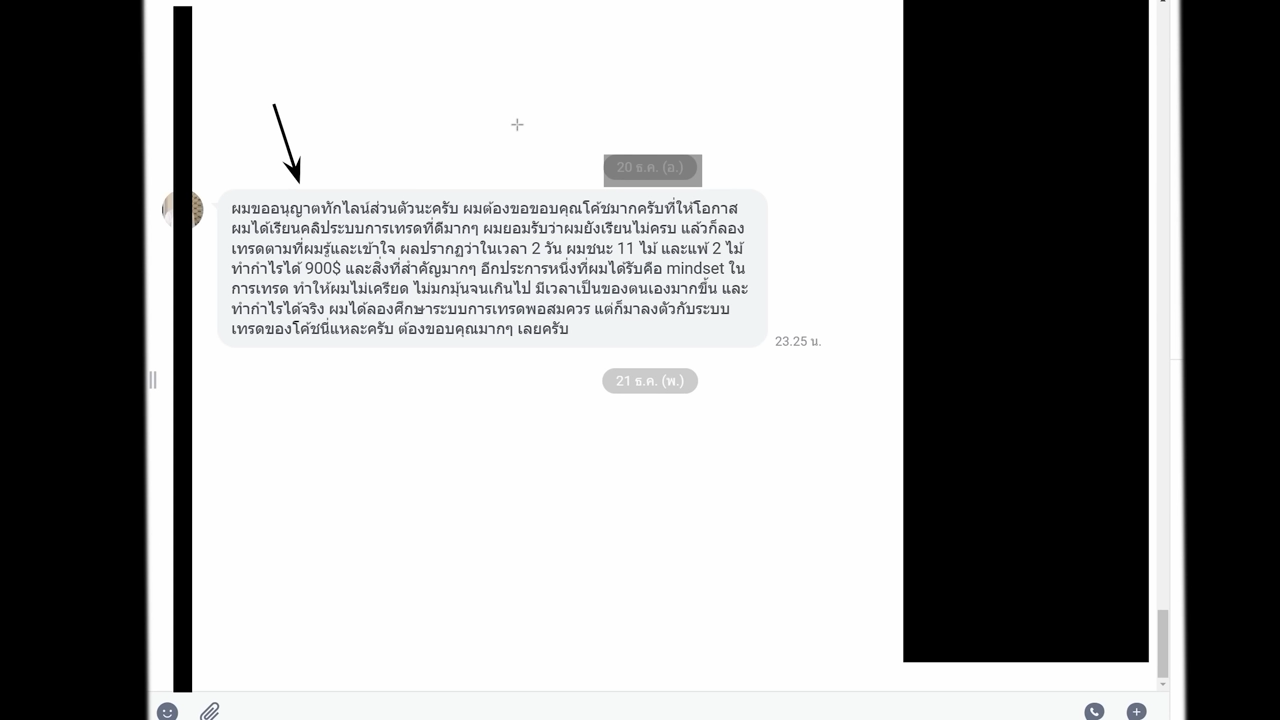 20 ธ.ค. (อ.)
ผมขออนุญาตทักไลน์ส่วนตัวนะครับ ผมต้องขอขอบคุณโค้ชมากครับที่ให้โอกาส
ผมได้เรียนคลิประบบการเทรดที่ดีมากๆ ผมยอมรับว่าผมยังเรียนไม่ครบ แล้วก็ลอง
เทรดตามที่ผมรู้และเข้าใจ ผลปรากฏว่าในเวลา 2 วัน ผมชนะ 11 ไม้ และแพ้ 2 ไม้
ทำกำไรได้ 900$ และสิ่งที่สำคัญมากๆ อีกประการหนึ่งที่ผมได้รับคือ mindset ใน
การเทรด ทำให้ผมไม่เครียด ไม่มกมุ้นจนเกินไป มีเวลาเป็นของตนเองมากขึ้น และ
ทำกำไรได้จริง ผมได้ลองศึกษาระบบการเทรดพอสมควร แต่ก็มาลงตัวกับระบบ
เทรดของโค้ชนี่แหละครับ ต้องขอบคุณมากๆ เลยครับ
23.25 น.
21 ธ.ค. (พ.)